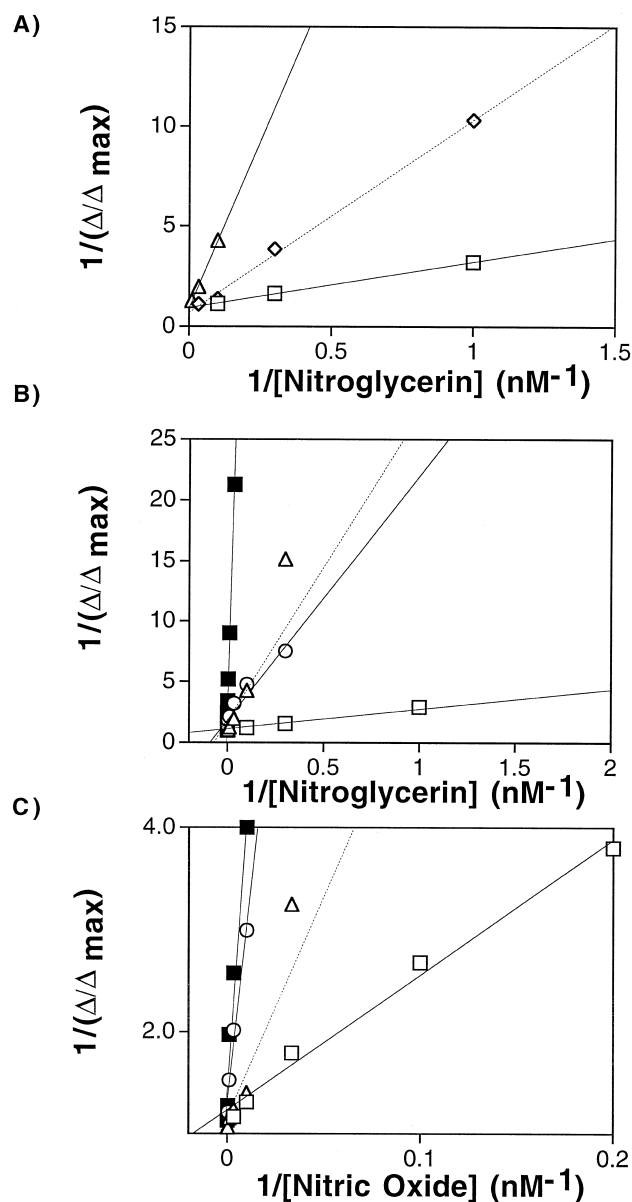 A)
15
10
5
0
1/(Δ/Δ max)
0 0.5 1 1.5
1/[Nitroglycerin] (nM-1)
B)
25
20
15
10
5
0
1/(Δ/Δ max)
0 0.5 1 1.5 2
1/[Nitroglycerin] (nM-1)
C)
4.0
2.0
1/(Δ/Δ max)
0 0.1 0.2
1/[Nitric Oxide] (nM-1)